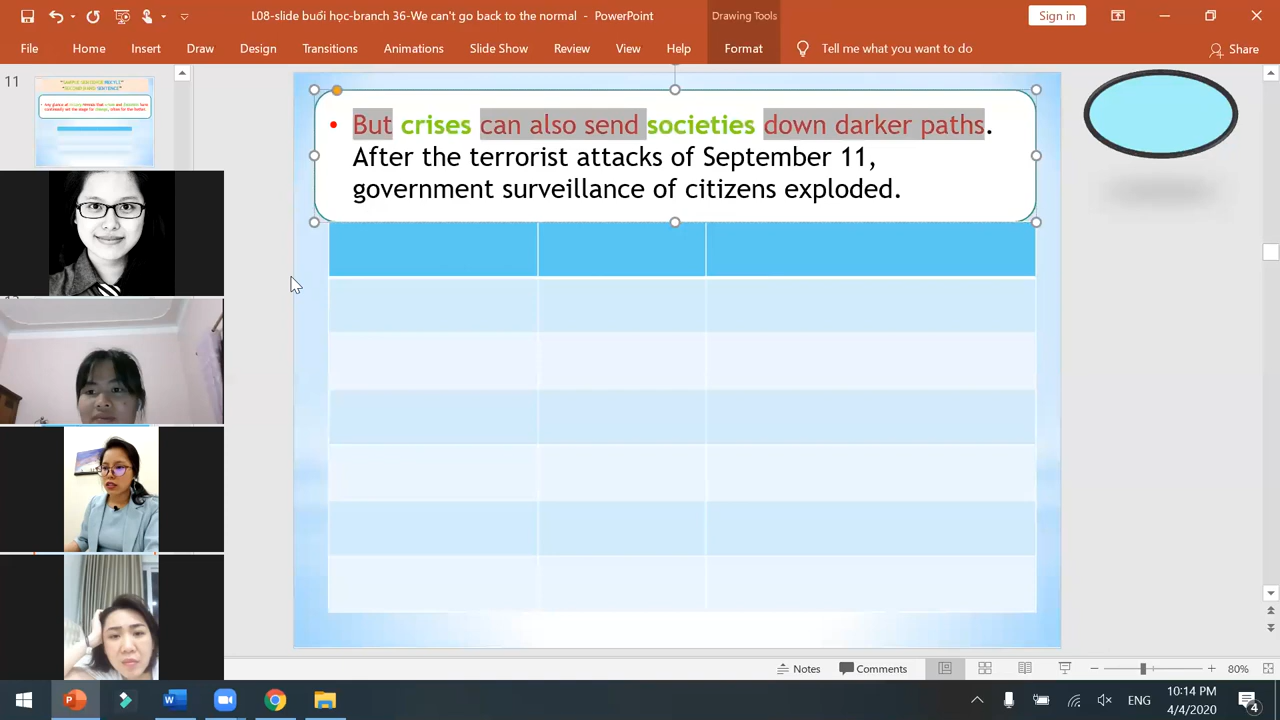 L08-slide buổi học-branch 36-We can't go back to the normal - PowerPoint
Drawing Tools
Sign in
File Home Insert Draw Design Transitions Animations Slide Show Review View Help Format Tell me what you want to do Share
11
• But crises can also send societies down darker paths.
After the terrorist attacks of September 11,
government surveillance of citizens exploded.
Notes Comments 80%
ENG
10:14 PM
4/4/2020
4